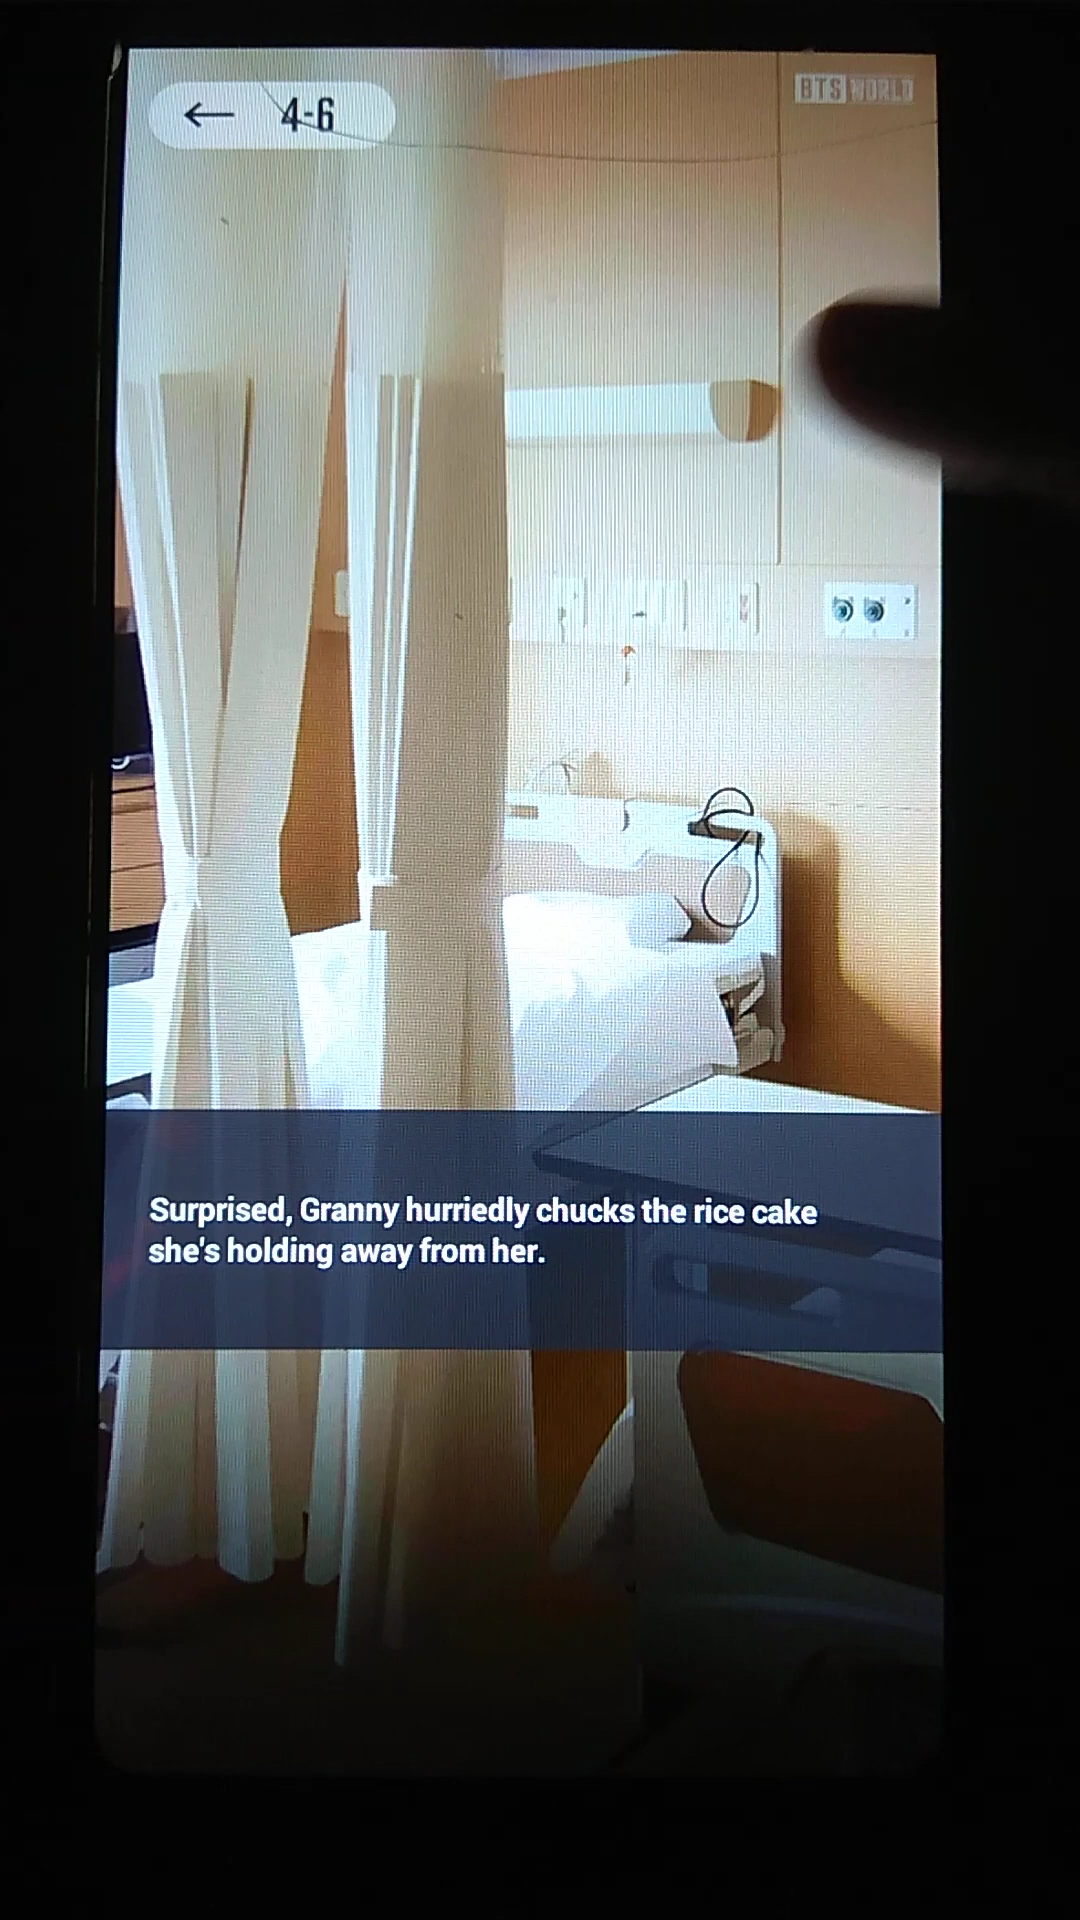 ← 4-6
BTS WORLD
Surprised, Granny hurriedly chucks the rice cake
she's holding away from her.